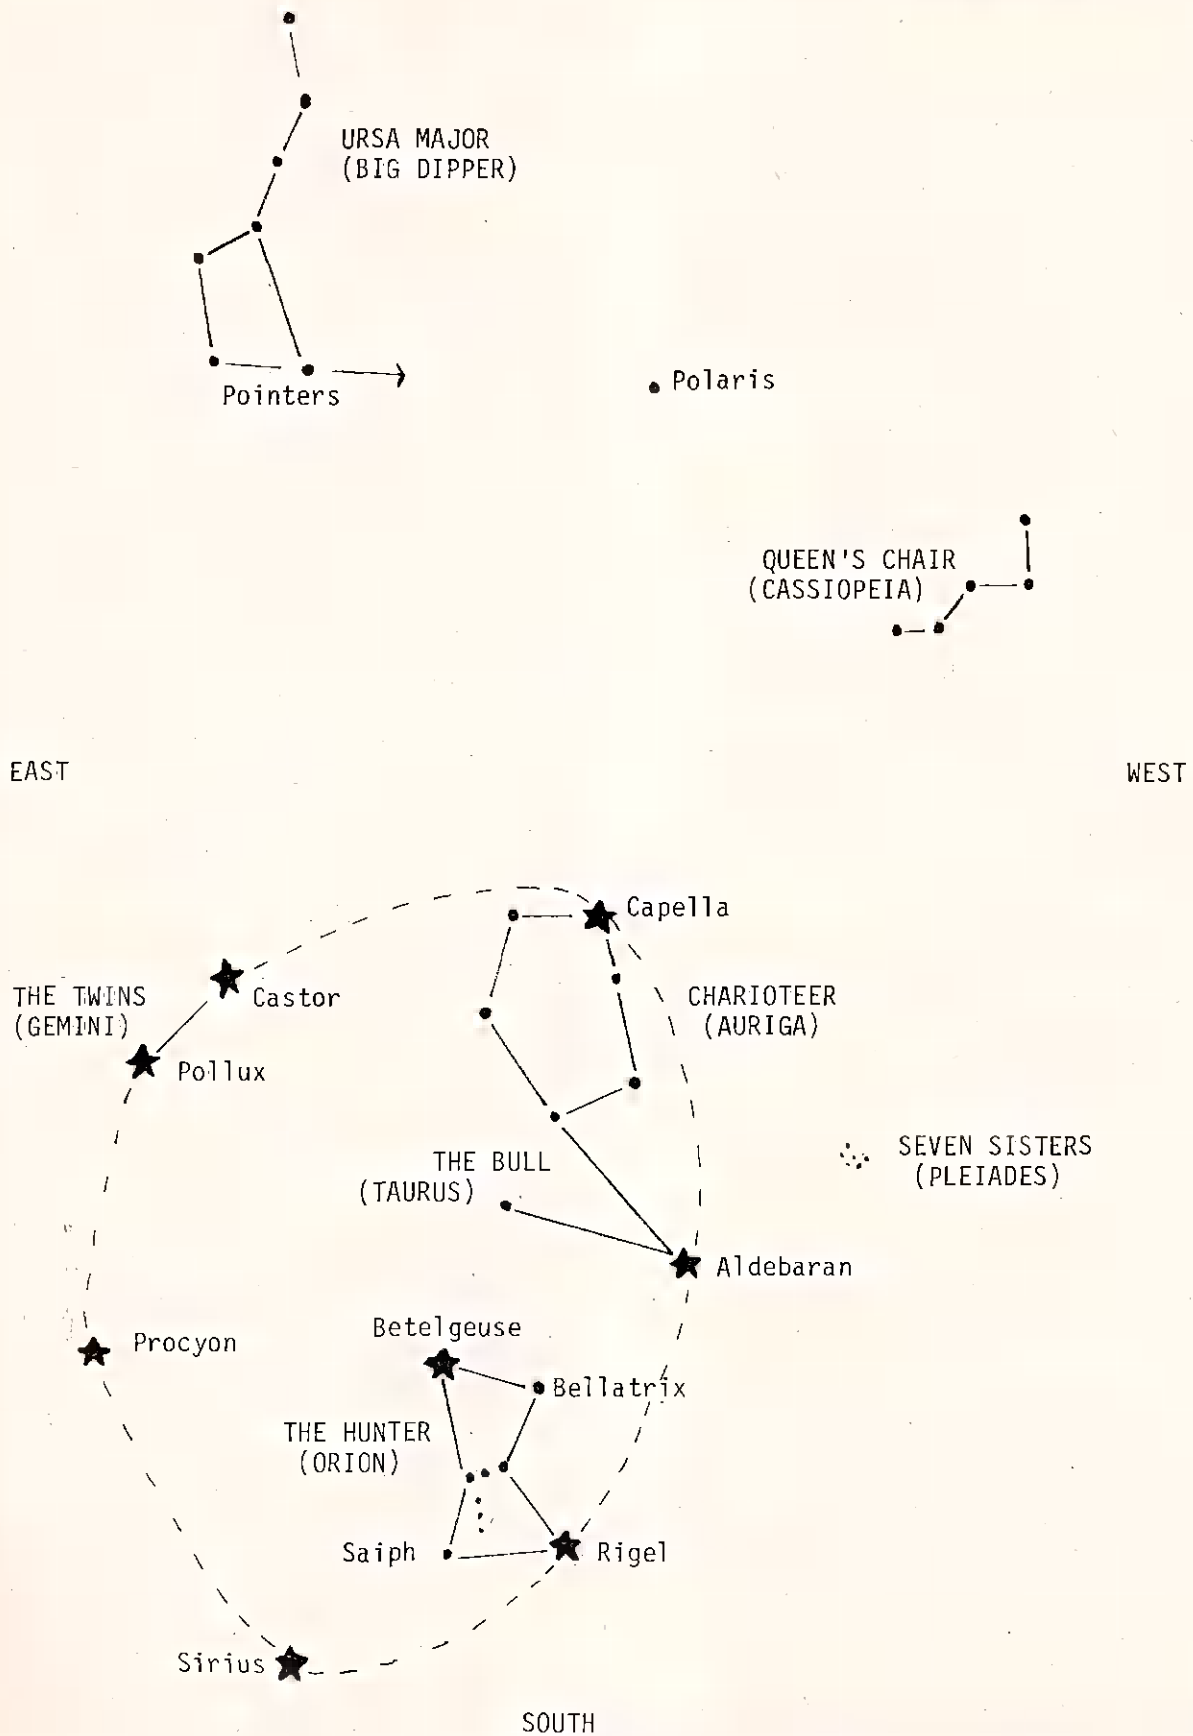 URSA MAJOR
(BIG DIPPER)
Pointers
Polaris
QUEEN'S CHAIR
(CASSIOPEIA)
EAST
WEST
Capella
Castor
THE TWINS
(GEMINI)
CHARIOTEER
(AURIGA)
Pollux
THE BULL
(TAURUS)
SEVEN SISTERS
(PLEIADES)
Aldebaran
Betelgeuse
Procyon
Bellatrix
THE HUNTER
(ORION)
Saiph
Rigel
Sirius
SOUTH